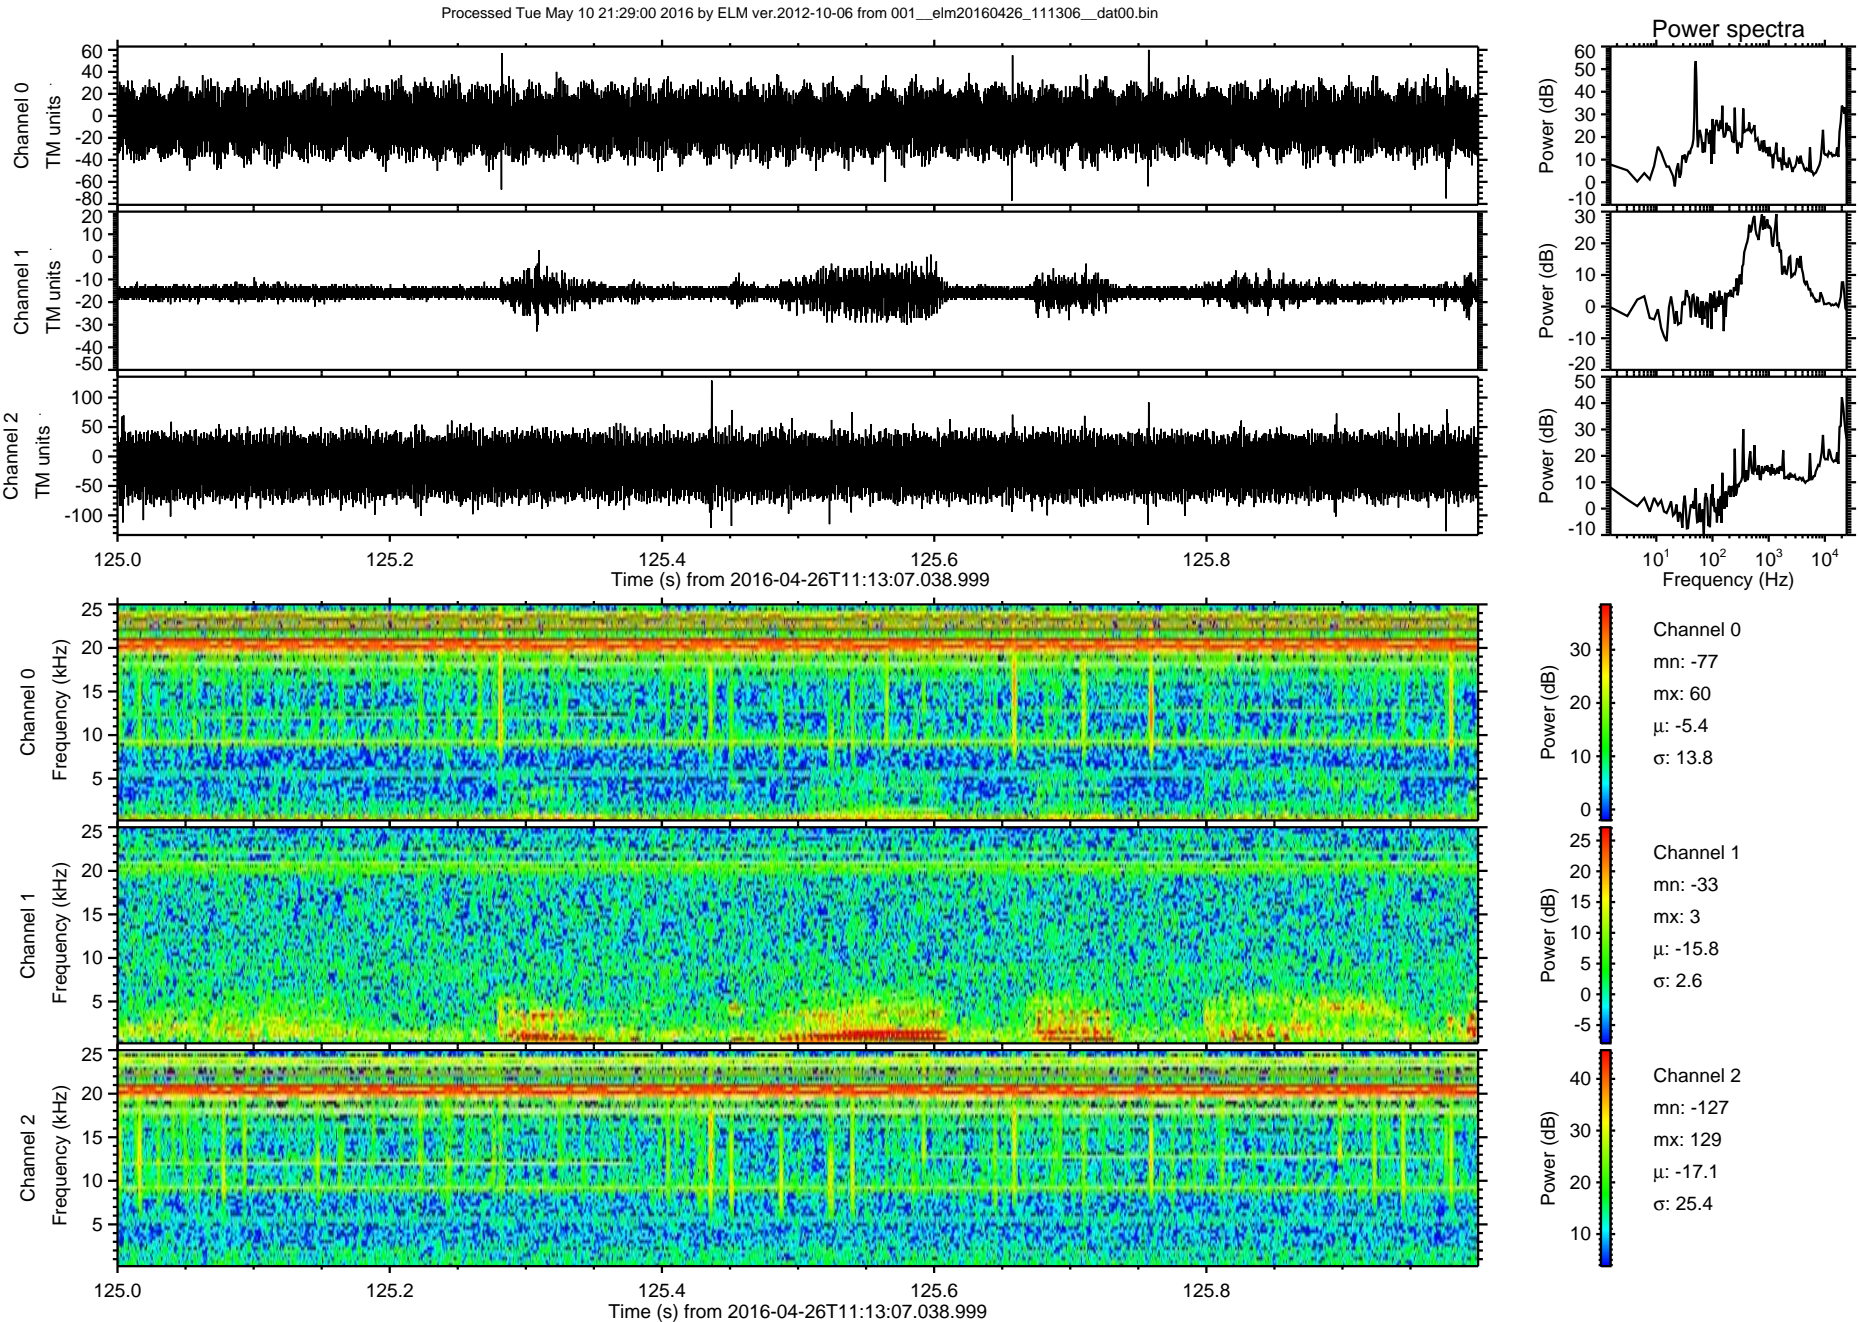 Processed Tue May 10 21:29:00 2016 by ELM ver.2012-10-06 from 001__elm20160426_111306__dat00.bin
Power spectra
Channel 0
TM units
60
40
20
0
-20
-40
-60
-80
Power (dB)
60
50
40
30
20
10
0
-10
Channel 1
TM units
20
10
0
-10
-20
-30
-40
-50
Power (dB)
30
20
10
0
-10
-20
Channel 2
TM units
100
50
0
-50
-100
Power (dB)
50
40
30
20
10
0
-10
125.0 125.2 125.4 125.6 125.8
Time (s) from 2016-04-26T11:13:07.038.999
10^1 10^2 10^3 10^4
Frequency (Hz)
Channel 0
Frequency (kHz)
25
20
15
10
5
Power (dB)
30
20
10
0
Channel 0
mn: -77
mx: 60
μ: -5.4
σ: 13.8
Channel 1
Frequency (kHz)
25
20
15
10
5
Power (dB)
25
20
15
10
5
0
-5
Channel 1
mn: -33
mx: 3
μ: -15.8
σ: 2.6
Channel 2
Frequency (kHz)
25
20
15
10
5
Power (dB)
40
30
20
10
Channel 2
mn: -127
mx: 129
μ: -17.1
σ: 25.4
125.0 125.2 125.4 125.6 125.8
Time (s) from 2016-04-26T11:13:07.038.999